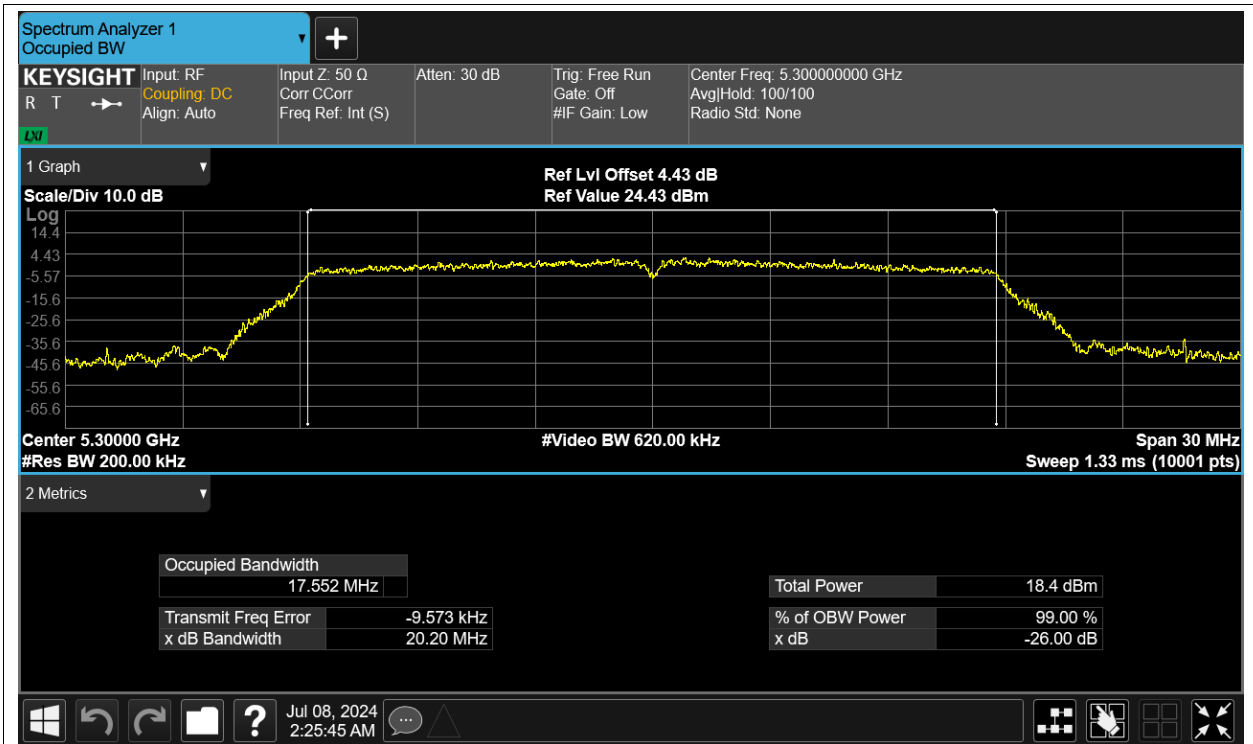 Spectrum Analyzer 1
Occupied BW
KEYSIGHT
R T
LXI
Input: RF
Coupling: DC
Align: Auto
Input Z: 50 Ω
Corr CCorr
Freq Ref: Int (S)
Atten: 30 dB
Trig: Free Run
Gate: Off
#IF Gain: Low
Center Freq: 5.300000000 GHz
Avg|Hold: 100/100
Radio Std: None
1 Graph
Scale/Div 10.0 dB
Ref Lvl Offset 4.43 dB
Ref Value 24.43 dBm
Log
14.4
4.43
-5.57
-15.6
-25.6
-35.6
-45.6
-55.6
-65.6
Center 5.30000 GHz
#Video BW 620.00 kHz
Span 30 MHz
#Res BW 200.00 kHz
Sweep 1.33 ms (10001 pts)
2 Metrics
Occupied Bandwidth
17.552 MHz
Total Power 18.4 dBm
Transmit Freq Error -9.573 kHz
% of OBW Power 99.00 %
x dB Bandwidth 20.20 MHz
x dB -26.00 dB
?
Jul 08, 2024
2:25:45 AM